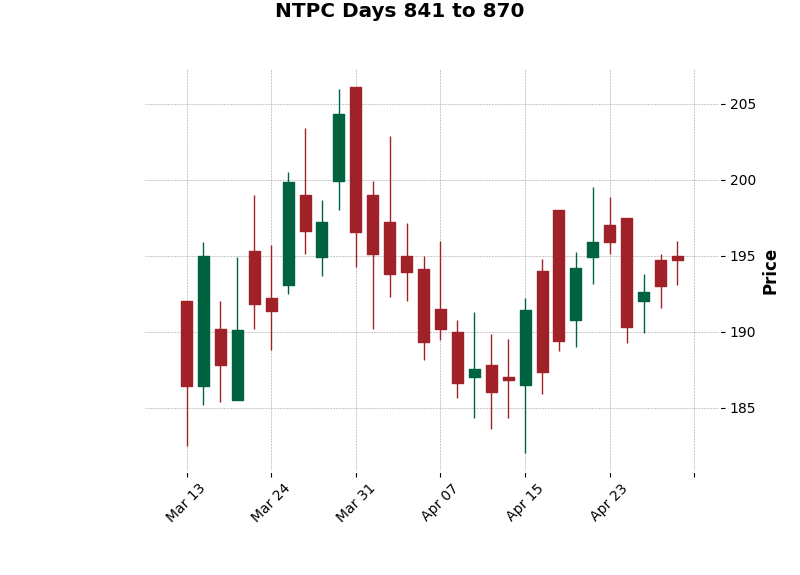 NTPC Days 841 to 870
205
200
195
190
185
Price
Mar 13
Mar 24
Mar 31
Apr 07
Apr 15
Apr 23